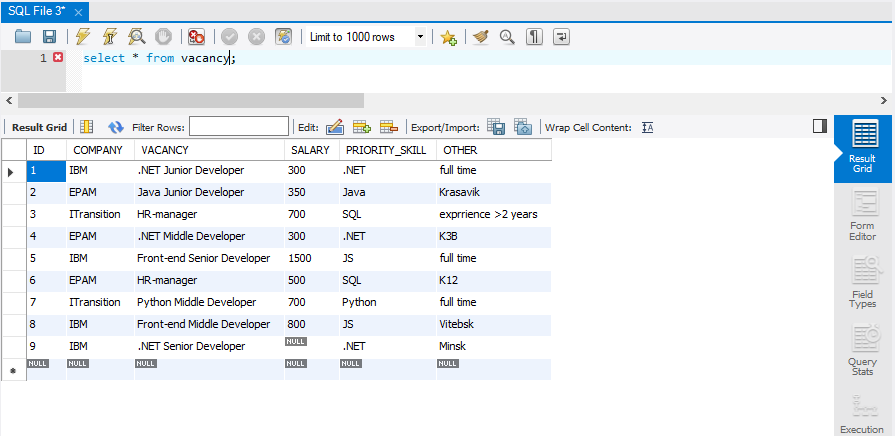 SQL File 3*
Limit to 1000 rows
1 select * from vacancy;
Result Grid Filter Rows: Edit: Export/Import: Wrap Cell Content:
ID COMPANY VACANCY SALARY PRIORITY_SKILL OTHER
1 IBM .NET Junior Developer 300 .NET full time
2 EPAM Java Junior Developer 350 Java Krasavik
3 ITransition HR-manager 700 SQL exprrience >2 years
4 EPAM .NET Middle Developer 300 .NET K3B
5 IBM Front-end Senior Developer 1500 JS full time
6 EPAM HR-manager 500 SQL K12
7 ITransition Python Middle Developer 700 Python full time
8 IBM Front-end Middle Developer 800 JS Vitebsk
9 IBM .NET Senior Developer NULL .NET Minsk
NULL NULL NULL NULL NULL NULL
Result
Grid
Form
Editor
Field
Types
Query
Stats
Execution